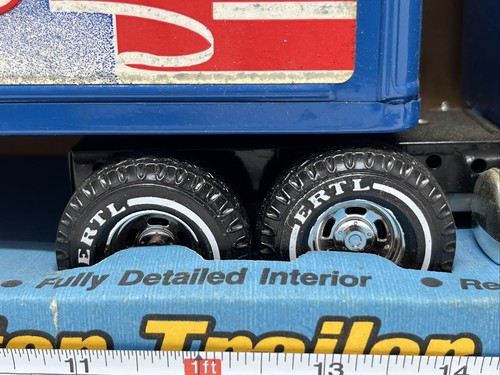 ERTL ERTL
• Fully Detailed Interior •
Trailer
11 1ft 13 14